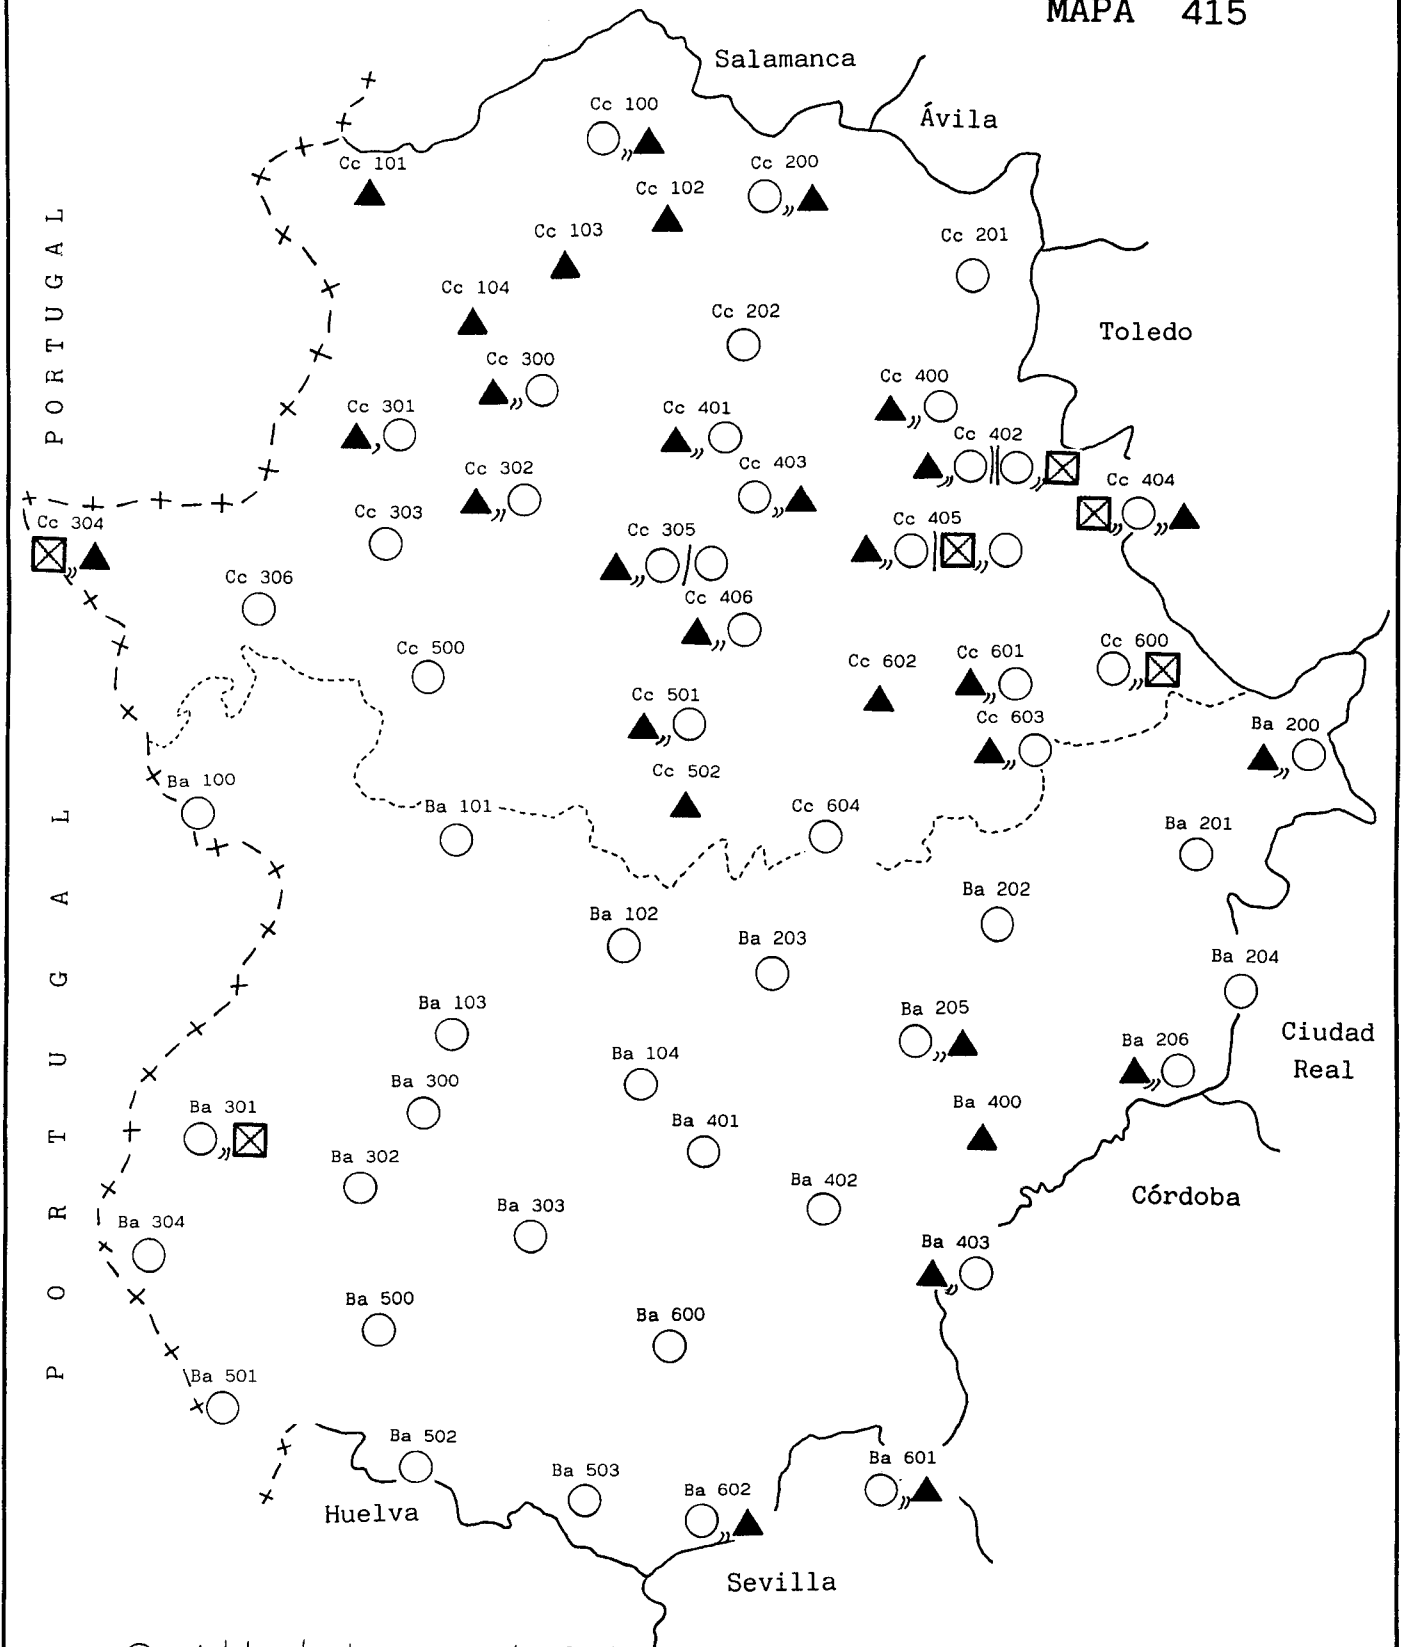 MAPA 415
Salamanca
Ávila
Cc 100
Cc 101
Cc 200
Cc 102
Cc 103
Cc 201
Cc 104
Cc 202
Toledo
PORTUGAL
Cc 300
Cc 400
Cc 301
Cc 401
Cc 402
Cc 302
Cc 403
Cc 404
Cc 303
Cc 304
Cc 305
Cc 405
Cc 306
Cc 406
Cc 500
Cc 602
Cc 601
Cc 600
Cc 501
Cc 603
Ba 200
Cc 502
Ba 100
Ba 101
Cc 604
Ba 201
PORTUGAL
Ba 202
Ba 102
Ba 203
Ba 204
Ba 103
Ba 205
Ciudad
Real
Ba 104
Ba 206
Ba 300
Ba 301
Ba 401
Ba 400
Ba 302
Ba 402
Córdoba
Ba 303
Ba 304
Ba 403
Ba 500
Ba 600
Ba 501
Ba 502
Ba 601
Ba 503
Ba 602
Huelva
Sevilla